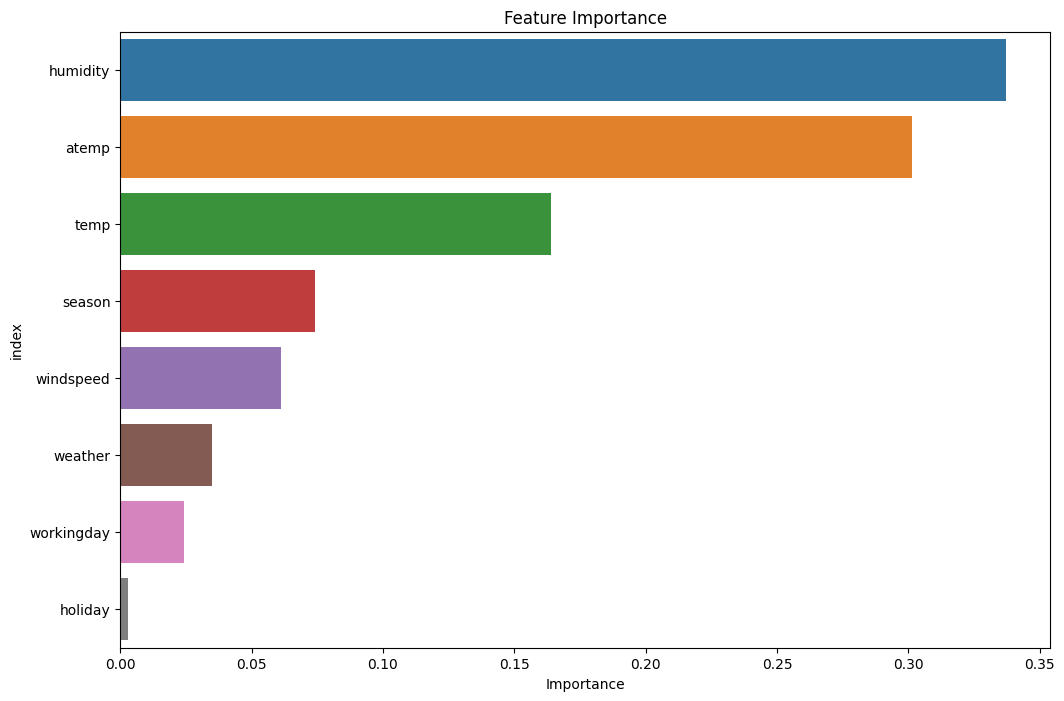 Feature Importance
humidity
atemp
temp
season
windspeed
weather
workingday
holiday
index
0.00 0.05 0.10 0.15 0.20 0.25 0.30 0.35
Importance